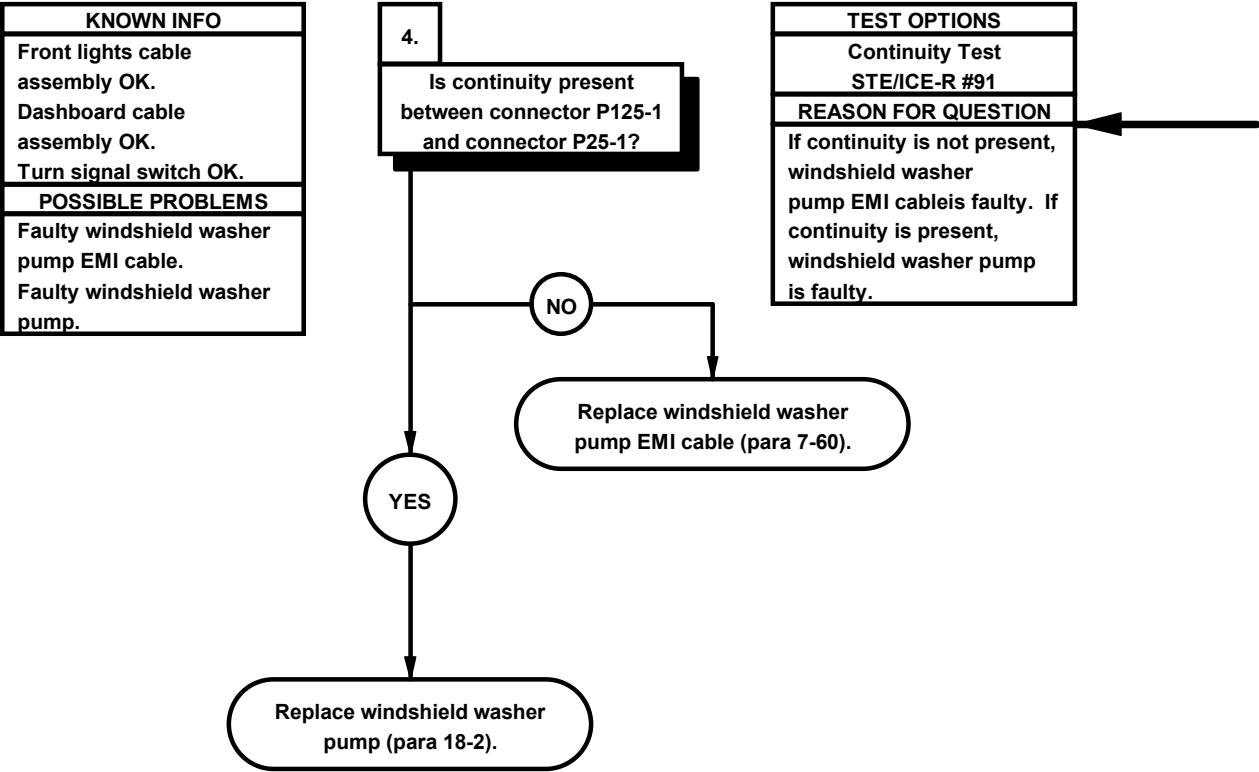 KNOWN INFO
Front lights cable
assembly OK.
Dashboard cable
assembly OK.
Turn signal switch OK.
POSSIBLE PROBLEMS
Faulty windshield washer
pump EMI cable.
Faulty windshield washer
pump.
4.
Is continuity present
between connector P125-1
and connector P25-1?
TEST OPTIONS
Continuity Test
STE/ICE-R #91
REASON FOR QUESTION
If continuity is not present,
windshield washer
pump EMI cableis faulty. If
continuity is present,
windshield washer pump
is faulty.
NO
Replace windshield washer
pump EMI cable (para 7-60).
YES
Replace windshield washer
pump (para 18-2).